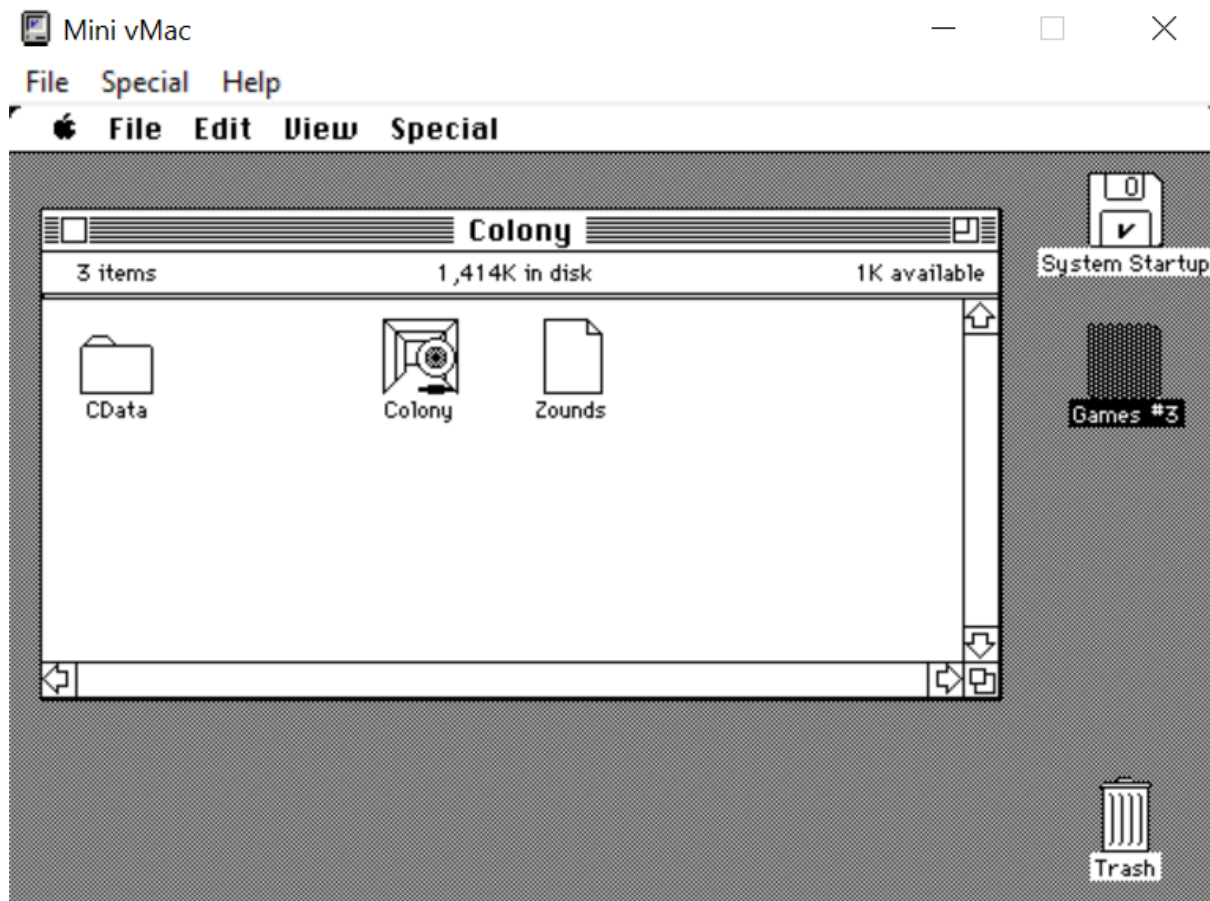 Mini vMac
File Special Help
File Edit View Special
Colony
3 items 1,414K in disk 1K available
CData Colony Zounds
System Startup
Games #3
Trash